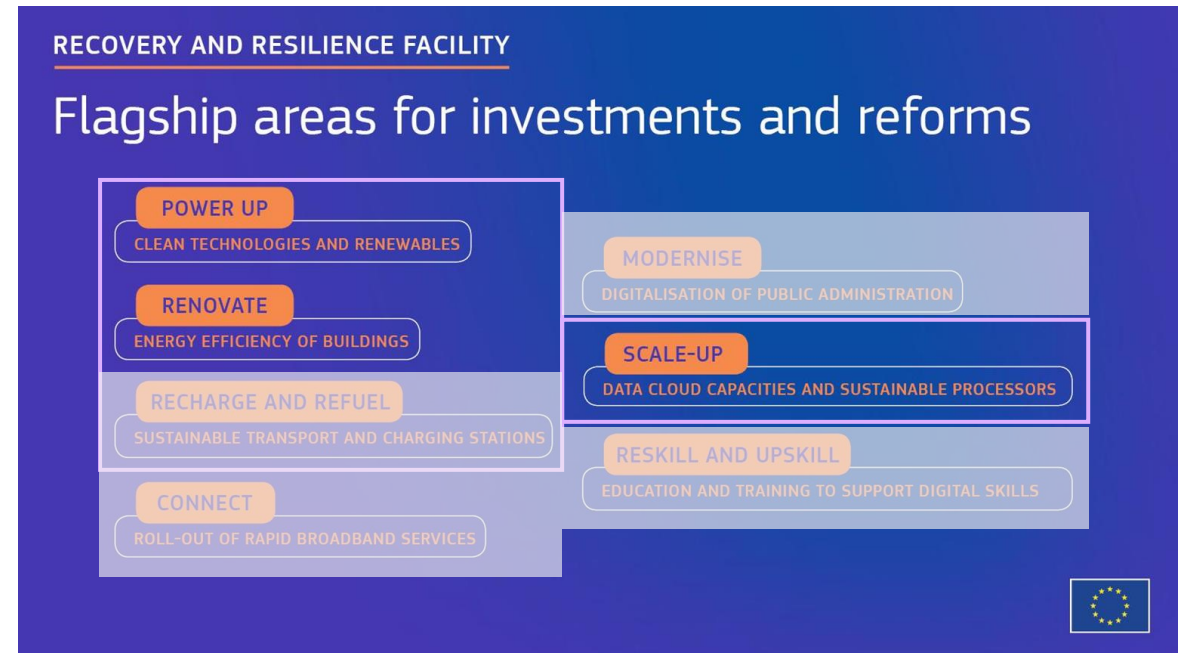 RECOVERY AND RESILIENCE FACILITY
Flagship areas for investments and reforms
POWER UP
CLEAN TECHNOLOGIES AND RENEWABLES
RENOVATE
ENERGY EFFICIENCY OF BUILDINGS
RECHARGE AND REFUEL
SUSTAINABLE TRANSPORT AND CHARGING STATIONS
CONNECT
ROLL-OUT OF RAPID BROADBAND SERVICES
MODERNISE
DIGITALISATION OF PUBLIC ADMINISTRATION
SCALE-UP
DATA CLOUD CAPACITIES AND SUSTAINABLE PROCESSORS
RESKILL AND UPSKILL
EDUCATION AND TRAINING TO SUPPORT DIGITAL SKILLS